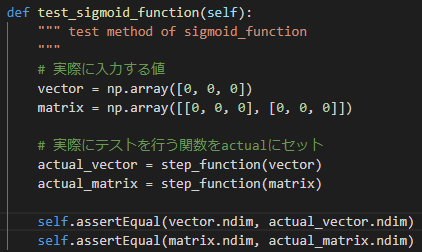 def test_sigmoid_function(self):
""" test method of sigmoid_function
"""
# 実際に入力する値
vector = np.array([0, 0, 0])
matrix = np.array([[0, 0, 0], [0, 0, 0]])
# 実際にテストを行う関数をactualにセット
actual_vector = step_function(vector)
actual_matrix = step_function(matrix)
self.assertEqual(vector.ndim, actual_vector.ndim)
self.assertEqual(matrix.ndim, actual_matrix.ndim)